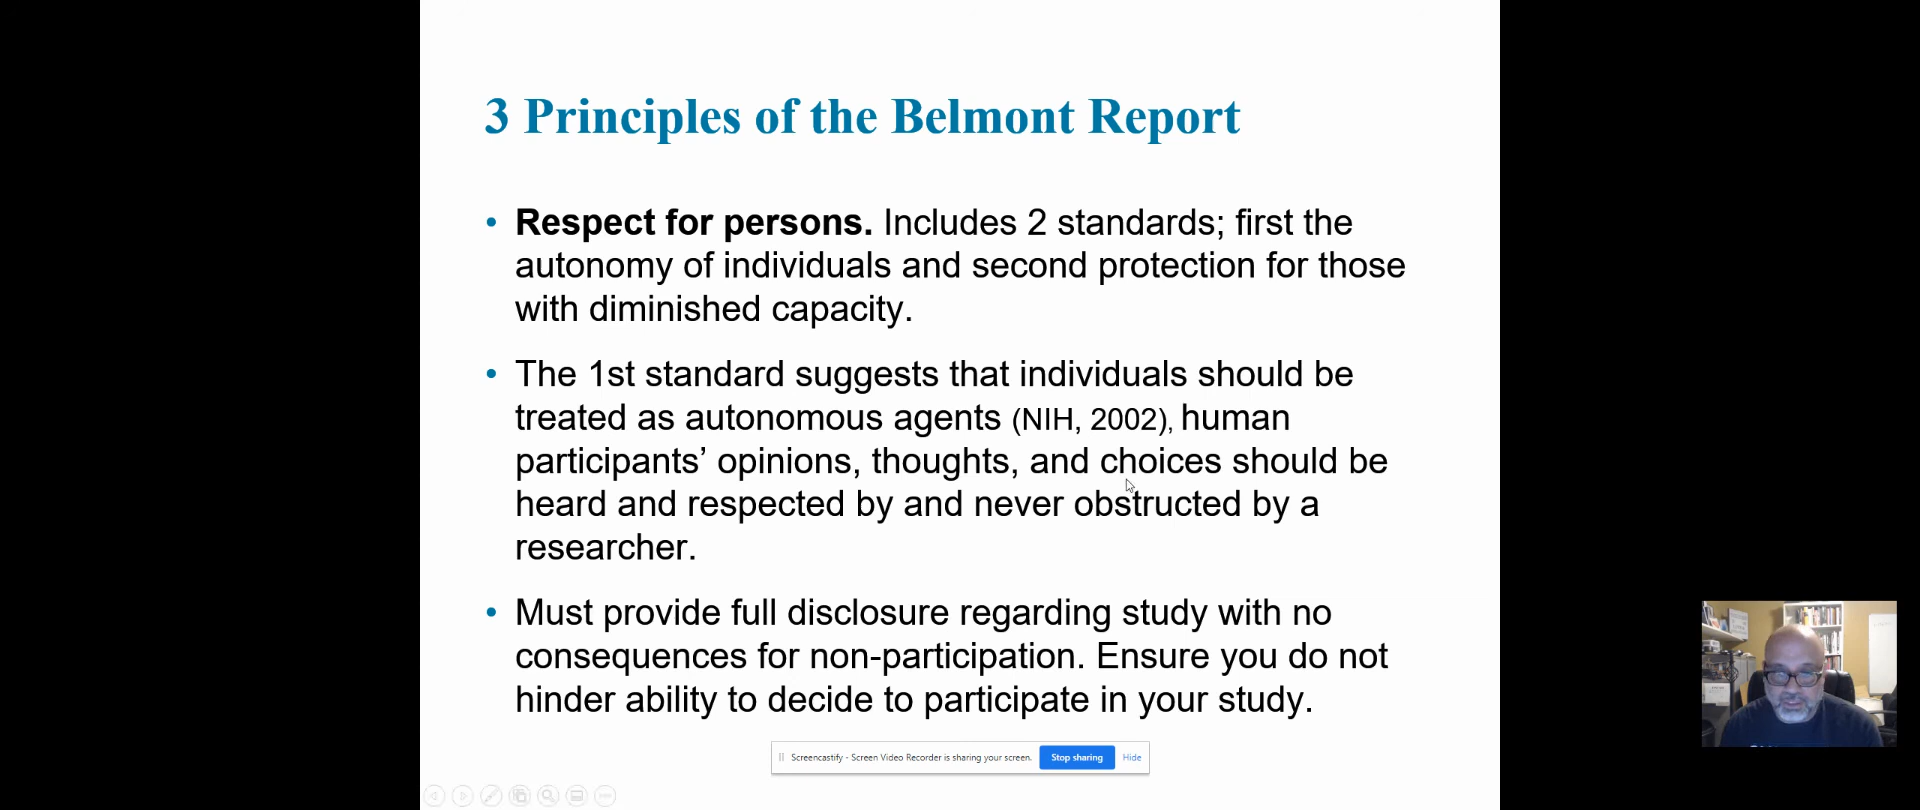 3 Principles of the Belmont Report
• Respect for persons. Includes 2 standards; first the
autonomy of individuals and second protection for those
with diminished capacity.
• The 1st standard suggests that individuals should be
treated as autonomous agents (NIH, 2002), human
participants’ opinions, thoughts, and choices should be
heard and respected by and never obstructed by a
researcher.
• Must provide full disclosure regarding study with no
consequences for non-participation. Ensure you do not
hinder ability to decide to participate in your study.
Screencastify - Screen Video Recorder is sharing your screen. Stop sharing Hide